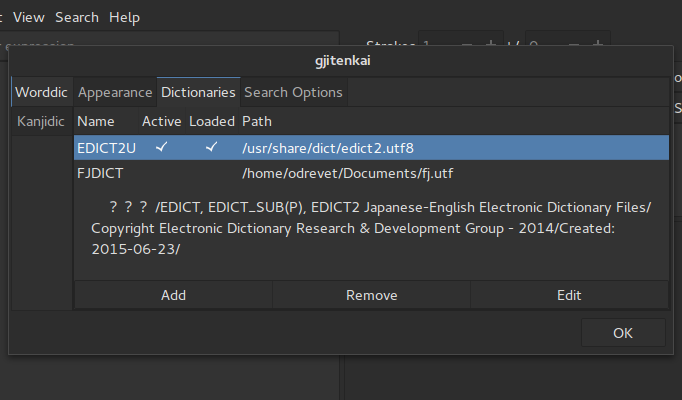 View Search Help
expression
Strokes 1 − + +/- 0 − +
gjitenkai
Worddic Appearance Dictionaries Search Options
Kanjidic Name Active Loaded Path
EDICT2U ✓ ✓ /usr/share/dict/edict2.utf8
FJDICT /home/odrevet/Documents/fj.utf
？？？ /EDICT, EDICT_SUB(P), EDICT2 Japanese-English Electronic Dictionary Files/
Copyright Electronic Dictionary Research & Development Group - 2014/Created:
2015-06-23/
Add Remove Edit
OK